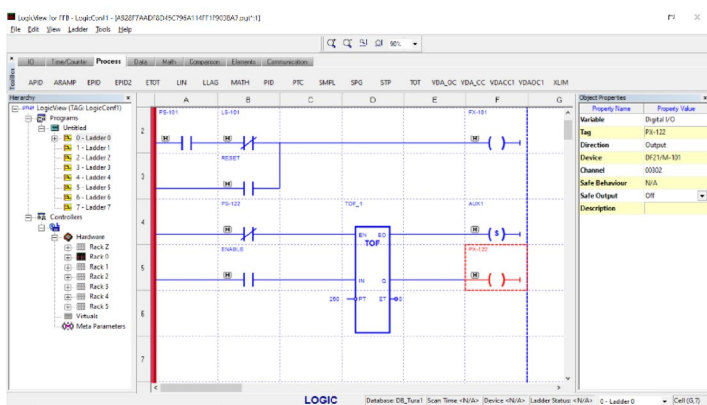 LogicView for FFB - LogicConf1 - [A928F7AADF8D45C796A114FF1F903BA7.ssgt*:1]
File Edit View Ladder Tools Help
90%
IO Time/Counter Process Data Math Comparison Elements Communication
ToolBar
APID ARAMP EPID EPID2 ETOT LIN LLAG MATH PID PTC SMPL SPG STP TOT VDA_OC VDA_CC VDACC1 VDAOC1 XLIM
Hierarchy
LogicView (TAG: LogicConf1)
Programs
Untitled
0 - Ladder 0
1 - Ladder 1
2 - Ladder 2
3 - Ladder 3
4 - Ladder 4
5 - Ladder 5
6 - Ladder 6
7 - Ladder 7
Controllers
Hardware
Rack Z
Rack 0
Rack 1
Rack 2
Rack 3
Rack 4
Rack 5
Virtuals
Meta Parameters
A B C D E F G
PS-101 LS-101 FX-101
2 H H H ( )
RESET
3 H
PS-122 TOF_1 AUX1
4 H EN EO H ( S )
TOF
ENABLE PX-122
5 H IN Q H ( )
250 PT ET 0
6
7
Object Properties
Property Name Property Value
Variable Digital I/O
Tag PX-122
Direction Output
Device DF21/M-101
Channel 00302
Safe Behaviour N/A
Safe Output Off
Description
LOGIC Database: DB_Tura1 Scan Time <N/A> Device <N/A> Ladder Status: <N/A> 0 - Ladder 0 Cell (G,7)